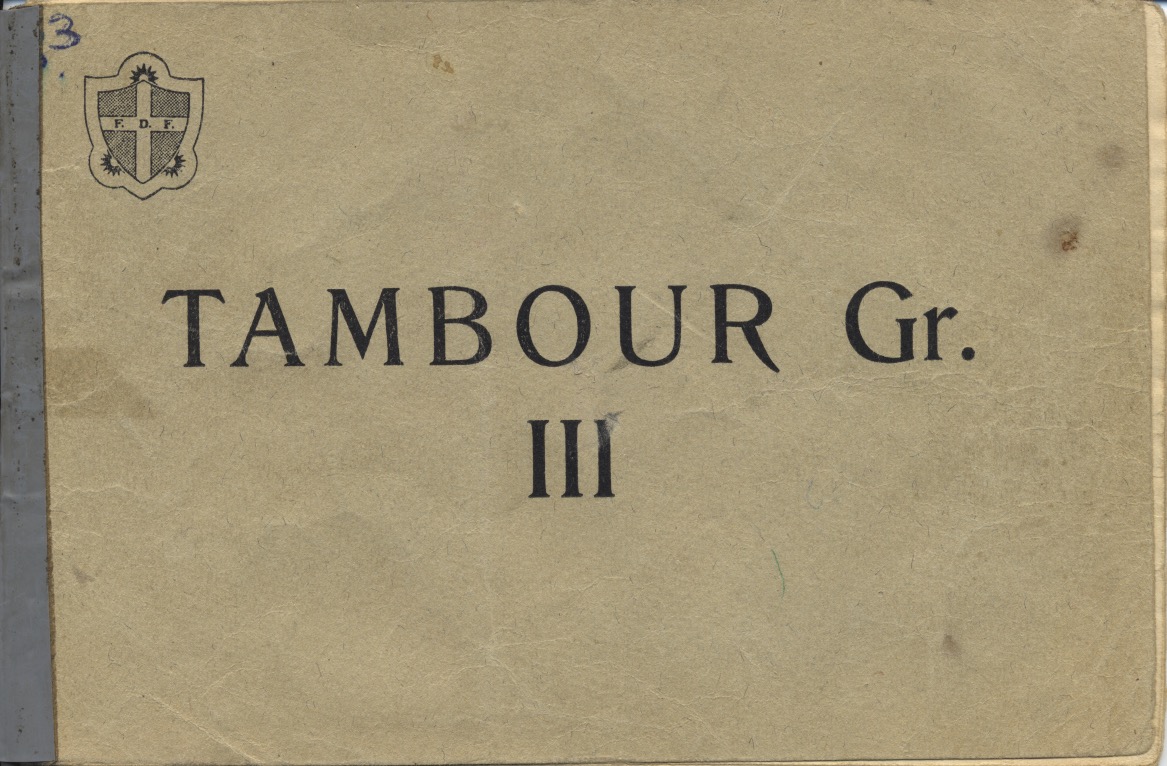 3
F. D. F.
TAMBOUR Gr.
III